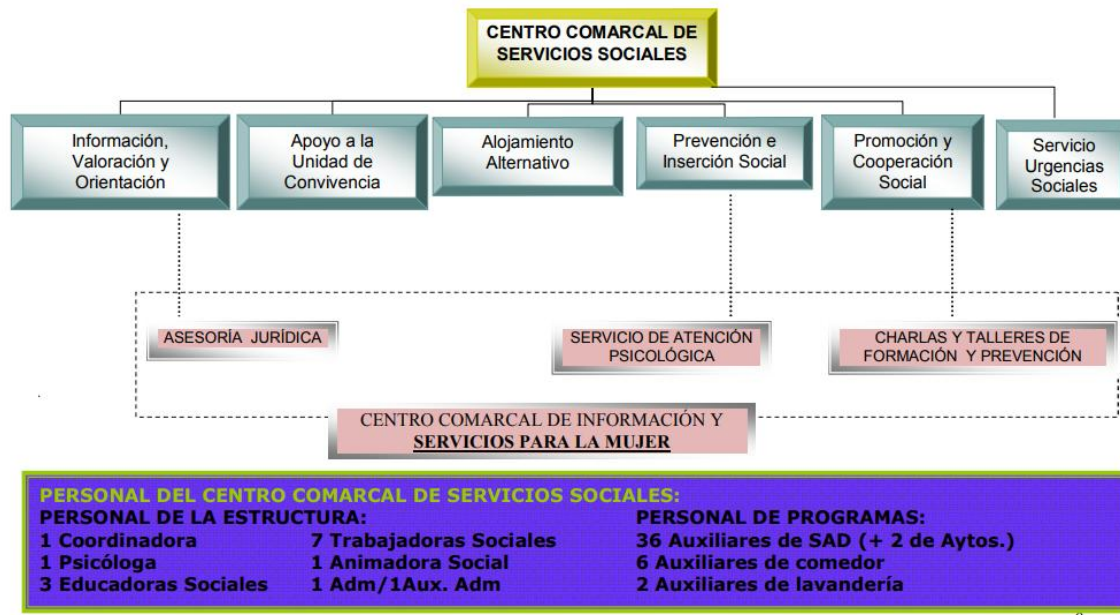 CENTRO COMARCAL DE
SERVICIOS SOCIALES
Información,
Valoración y
Orientación
Apoyo a la
Unidad de
Convivencia
Alojamiento
Alternativo
Prevención e
Inserción Social
Promoción y
Cooperación
Social
Servicio
Urgencias
Sociales
ASESORÍA JURÍDICA
SERVICIO DE ATENCIÓN
PSICOLÓGICA
CHARLAS Y TALLERES DE
FORMACIÓN Y PREVENCIÓN
CENTRO COMARCAL DE INFORMACIÓN Y
SERVICIOS PARA LA MUJER
PERSONAL DEL CENTRO COMARCAL DE SERVICIOS SOCIALES:
PERSONAL DE LA ESTRUCTURA:
1 Coordinadora 7 Trabajadoras Sociales
1 Psicóloga 1 Animadora Social
3 Educadoras Sociales 1 Adm/1Aux. Adm
PERSONAL DE PROGRAMAS:
36 Auxiliares de SAD (+ 2 de Aytos.)
6 Auxiliares de comedor
2 Auxiliares de lavandería